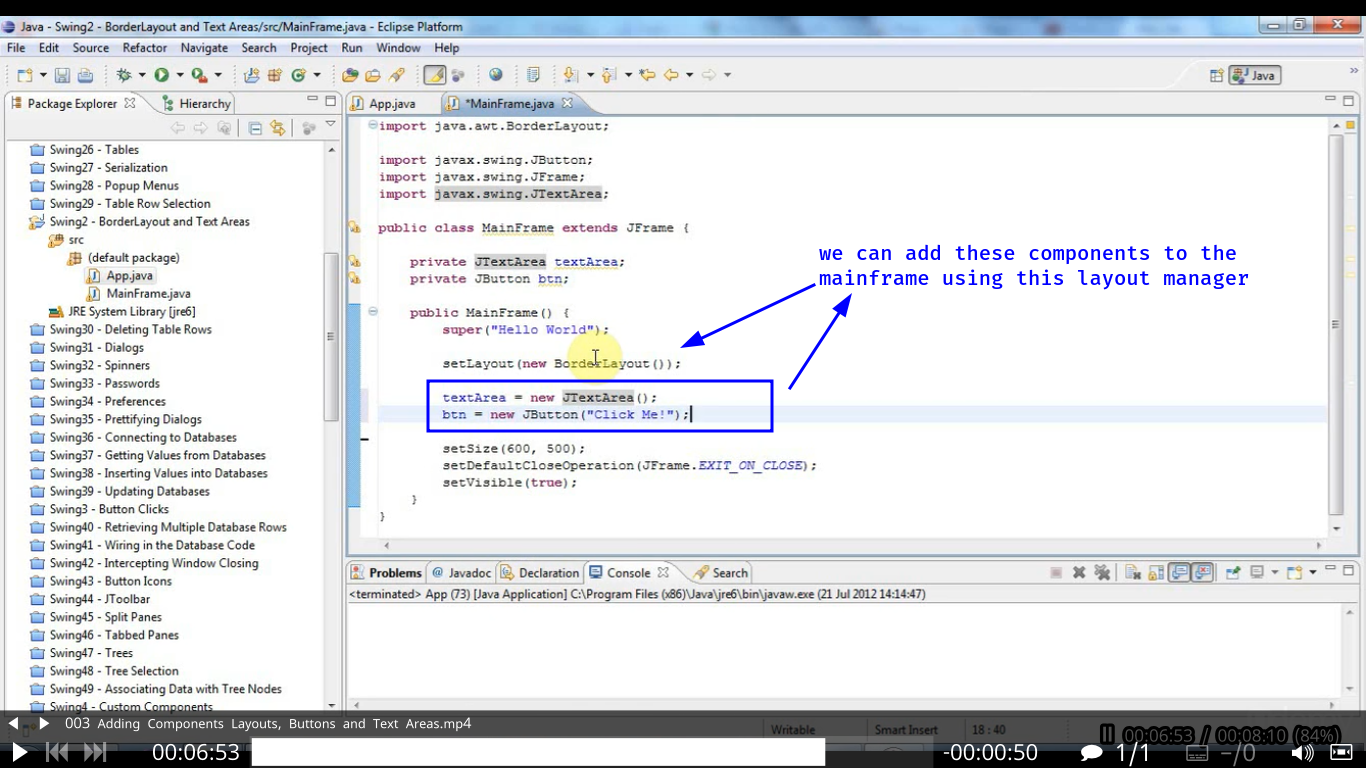 Java - Swing2 - BorderLayout and Text Areas/src/MainFrame.java - Eclipse Platform
File Edit Source Refactor Navigate Search Project Run Window Help
Java
Package Explorer Hierarchy
App.java *MainFrame.java
Swing26 - Tables
Swing27 - Serialization
Swing28 - Popup Menus
Swing29 - Table Row Selection
Swing2 - BorderLayout and Text Areas
src
(default package)
App.java
MainFrame.java
JRE System Library [jre6]
Swing30 - Deleting Table Rows
Swing31 - Dialogs
Swing32 - Spinners
Swing33 - Passwords
Swing34 - Preferences
Swing35 - Prettifying Dialogs
Swing36 - Connecting to Databases
Swing37 - Getting Values from Databases
Swing38 - Inserting Values into Databases
Swing39 - Updating Databases
Swing3 - Button Clicks
Swing40 - Retrieving Multiple Database Rows
Swing41 - Wiring in the Database Code
Swing42 - Intercepting Window Closing
Swing43 - Button Icons
Swing44 - JToolbar
Swing45 - Split Panes
Swing46 - Tabbed Panes
Swing47 - Trees
Swing48 - Tree Selection
Swing49 - Associating Data with Tree Nodes
Swing4 - Custom Components
import java.awt.BorderLayout;
import javax.swing.JButton;
import javax.swing.JFrame;
import javax.swing.JTextArea;
public class MainFrame extends JFrame {
private JTextArea textArea;
private JButton btn;
public MainFrame() {
super("Hello World");
setLayout(new BorderLayout());
textArea = new JTextArea();
btn = new JButton("Click Me!");
setSize(600, 500);
setDefaultCloseOperation(JFrame.EXIT_ON_CLOSE);
setVisible(true);
}
}
we can add these components to the
mainframe using this layout manager
Problems @ Javadoc Declaration Console Search
<terminated> App (73) [Java Application] C:\Program Files (x86)\Java\jre6\bin\javaw.exe (21 Jul 2012 14:14:47)
003 Adding Components Layouts, Buttons and Text Areas.mp4
Writable Smart Insert 18 : 40
00:06:53 / 00:08:10 (84%)
00:06:53 -00:00:50 1/1 -/0